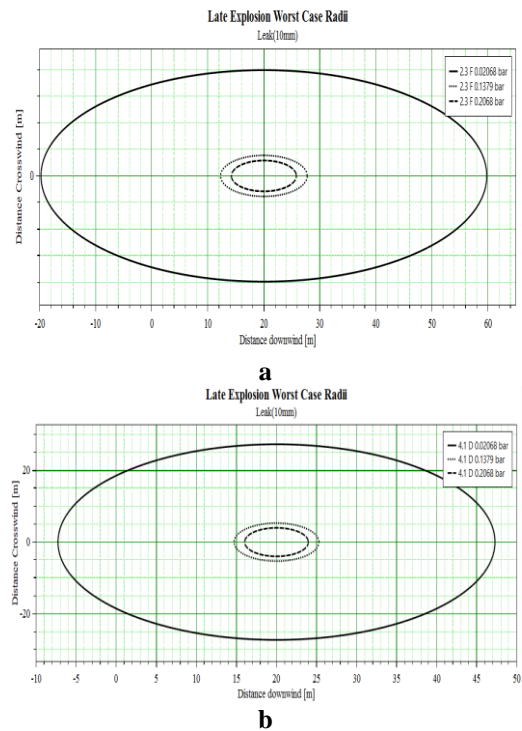 Late Explosion Worst Case Radii
Leak(10mm)
2.3 F 0.02068 bar
2.3 F 0.1379 bar
2.3 F 0.2068 bar
Distance Crosswind [m]
0
-20 -10 0 10 20 30 40 50 60
Distance downwind [m]
a
Late Explosion Worst Case Radii
Leak(10mm)
4.1 D 0.02068 bar
4.1 D 0.1379 bar
4.1 D 0.2068 bar
Distance Crosswind [m]
20
0
-20
-10 -5 0 5 10 15 20 25 30 35 40 45 50
Distance downwind [m]
b